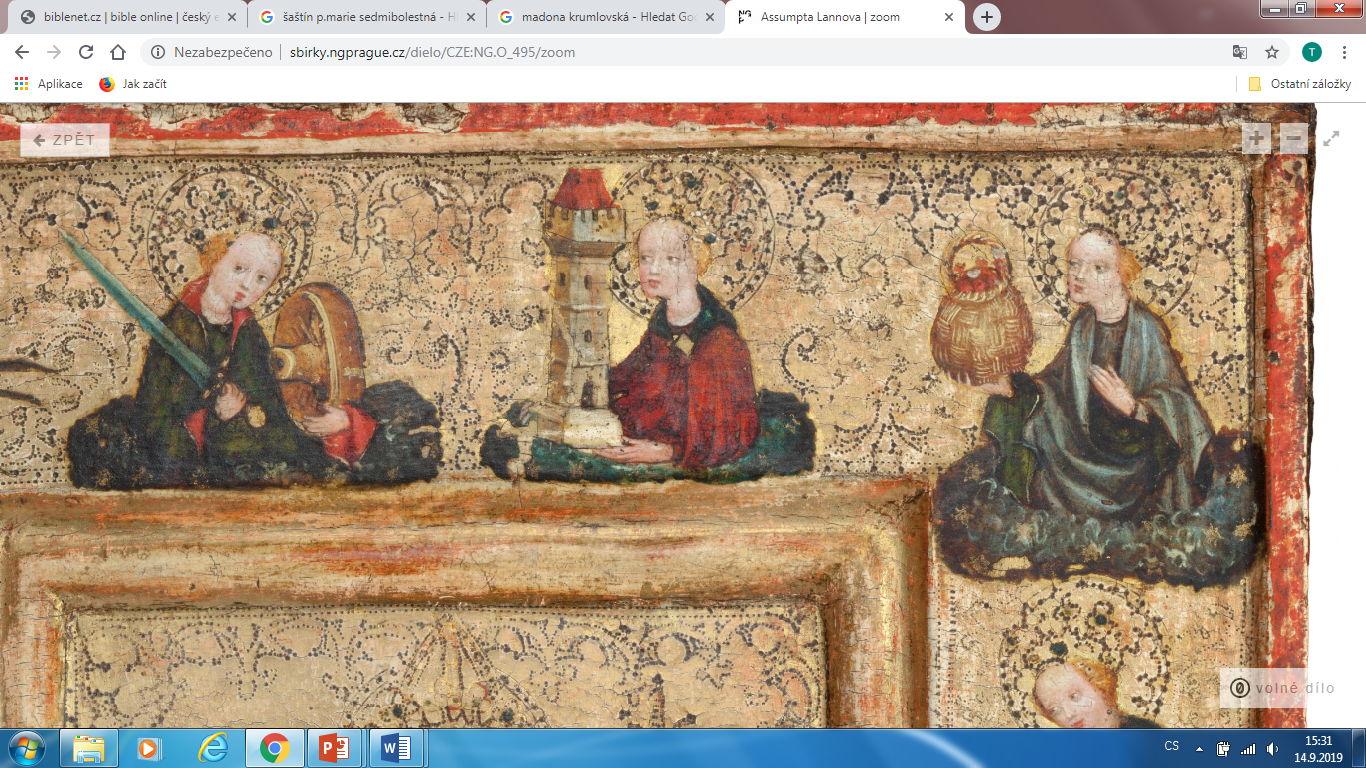 biblenet.cz | bible online | český e
šaštín p.marie sedmibolestná - H
madona krumlovská - Hledat Goo
Assumpta Lannova | zoom
Nezabezpečeno
sbirky.ngprague.cz/dielo/CZE:NG.O_495/zoom
T
Aplikace
Jak začít
Ostatní záložky
ZPĚT
volné dílo
CS
15:31
14.9.2019